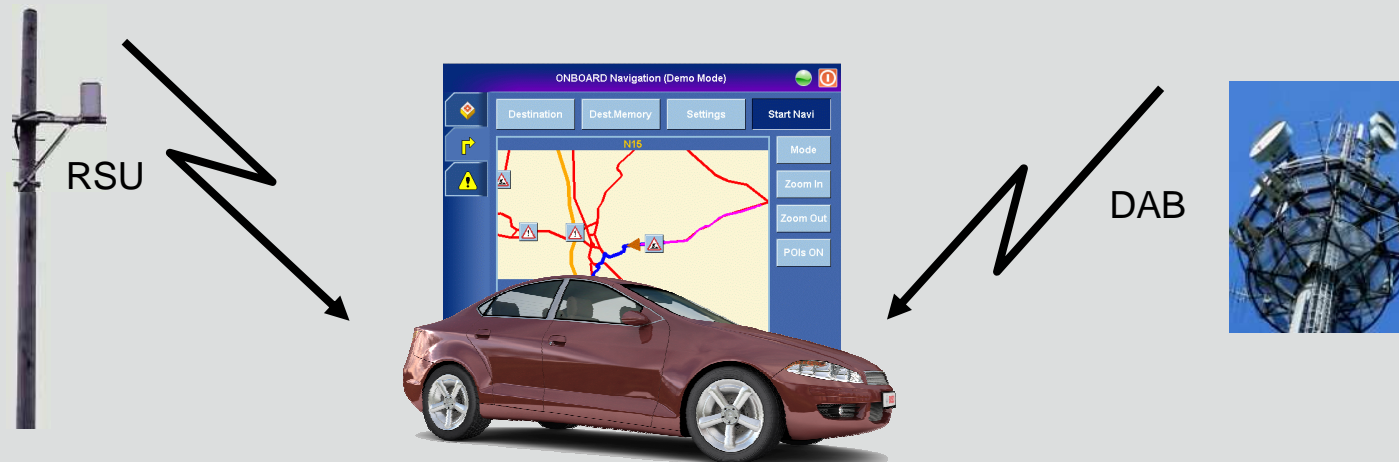 ONBOARD Navigation (Demo Mode)
Destination
Dest.Memory
Settings
Start Navi
N15
Mode
Zoom In
Zoom Out
POIs ON
RSU
DAB